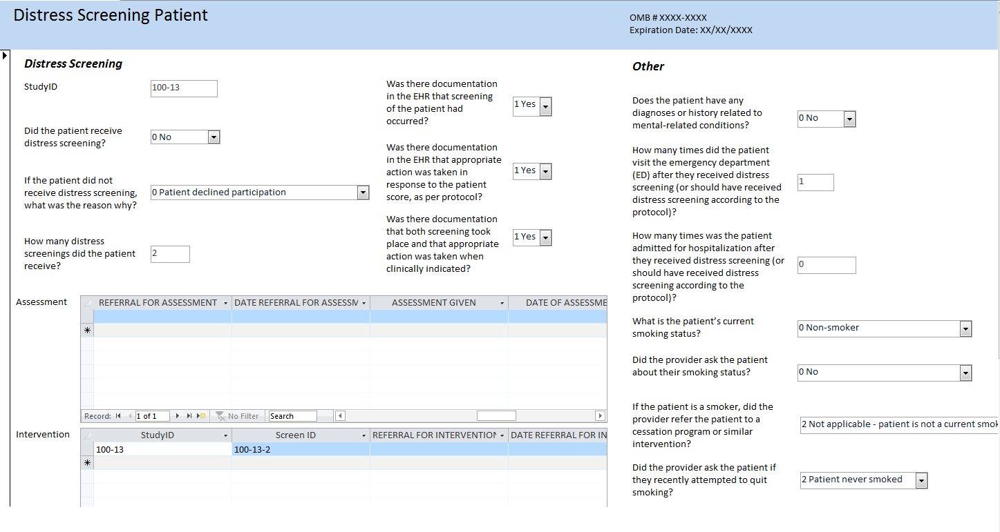 Distress Screening Patient
OMB # XXXX-XXXX
Expiration Date: XX/XX/XXXX
Distress Screening
StudyID
100-13
Did the patient receive
distress screening?
0 No
If the patient did not
receive distress screening,
what was the reason why?
0 Patient declined participation
How many distress
screenings did the patient
receive?
2
Was there documentation
in the EHR that screening
of the patient had
occurred?
1 Yes
Was there documentation
in the EHR that appropriate
action was taken in
response to the patient
score, as per protocol?
1 Yes
Was there documentation
that both screening took
place and that appropriate
action was taken when
clinically indicated?
1 Yes
Assessment
REFERRAL FOR ASSESSMENT
DATE REFERRAL FOR ASSESSM
ASSESSMENT GIVEN
DATE OF ASSESSME
Record:
1 of 1
No Filter
Search
Intervention
StudyID
Screen ID
REFERRAL FOR INTERVENTION
DATE REFERRAL FOR IN
100-13
100-13-2
Other
Does the patient have any
diagnoses or history related to
mental-related conditions?
0 No
How many times did the patient
visit the emergency department
(ED) after they received distress
screening (or should have received
distress screening according to the
protocol)?
1
How many times was the patient
admitted for hospitalization after
they received distress screening (or
should have received distress
screening according to the
protocol)?
0
What is the patient’s current
smoking status?
0 Non-smoker
Did the provider ask the patient
about their smoking status?
0 No
If the patient is a smoker, did the
provider refer the patient to a
cessation program or similar
intervention?
2 Not applicable - patient is not a current smok
Did the provider ask the patient if
they recently attempted to quit
smoking?
2 Patient never smoked